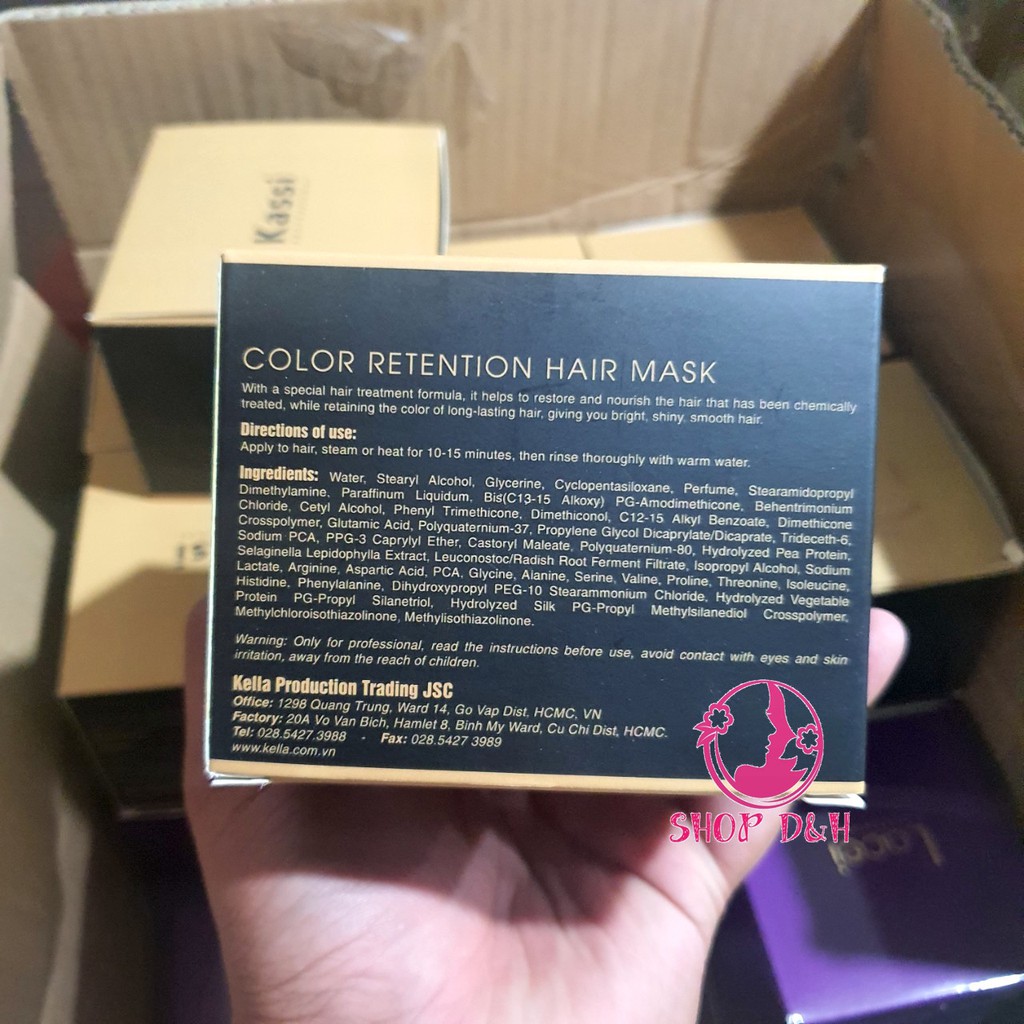 Kassi
COLOR RETENTION HAIR MASK
With a special hair treatment formula, it helps to restore and nourish the hair that has been chemically
treated, while retaining the color of long-lasting hair, giving you bright, shiny, smooth hair.
Directions of use:
Apply to hair, steam or heat for 10-15 minutes, then rinse thoroughly with warm water.
Ingredients: Water, Stearyl Alcohol, Glycerine, Cyclopentasiloxane, Perfume, Stearamidopropyl
Dimethylamine, Paraffinum Liquidum, Bis(C13-15 Alkoxy) PG-Amodimethicone, Behentrimonium
Chloride, Cetyl Alcohol, Phenyl Trimethicone, Dimethiconol, C12-15 Alkyl Benzoate, Dimethicone
Crosspolymer, Glutamic Acid, Polyquaternium-37, Propylene Glycol Dicaprylate/Dicaprate, Trideceth-6,
Sodium PCA, PPG-3 Caprylyl Ether, Castoryl Maleate, Polyquaternium-80, Hydrolyzed Pea Protein,
Selaginella Lepidophylla Extract, Leuconostoc/Radish Root Ferment Filtrate, Isopropyl Alcohol, Sodium
Lactate, Arginine, Aspartic Acid, PCA, Glycine, Alanine, Serine, Valine, Proline, Threonine, Isoleucine,
Histidine, Phenylalanine, Dihydroxypropyl PEG-10 Stearammonium Chloride, Hydrolyzed Vegetable
Protein PG-Propyl Silanetriol, Hydrolyzed Silk PG-Propyl Methylsilanediol Crosspolymer,
Methylchloroisothiazolinone, Methylisothiazolinone.
Warning: Only for professional, read the instructions before use, avoid contact with eyes and skin
irritation, away from the reach of children.
Kella Production Trading JSC
Office: 1298 Quang Trung, Ward 14, Go Vap Dist, HCMC, VN
Factory: 20A Vo Van Bich, Hamlet 8, Binh My Ward, Cu Chi Dist, HCMC.
Tel: 028.5427.3988 - Fax: 028.5427 3989
www.kella.com.vn
SHOP D&H